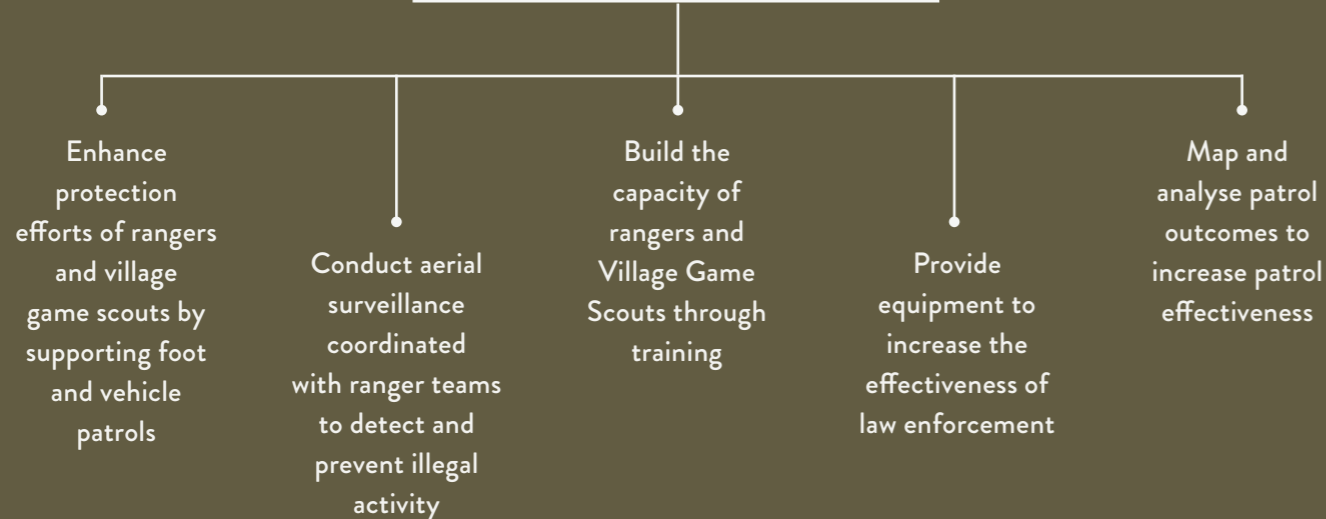 Enhance
protection
efforts of rangers
and village
game scouts by
supporting foot
and vehicle
patrols
Conduct aerial
surveillance
coordinated
with ranger teams
to detect and
prevent illegal
activity
Build the
capacity of
rangers and
Village Game
Scouts through
training
Provide
equipment to
increase the
effectiveness of
law enforcement
Map and
analyse patrol
outcomes to
increase patrol
effectiveness